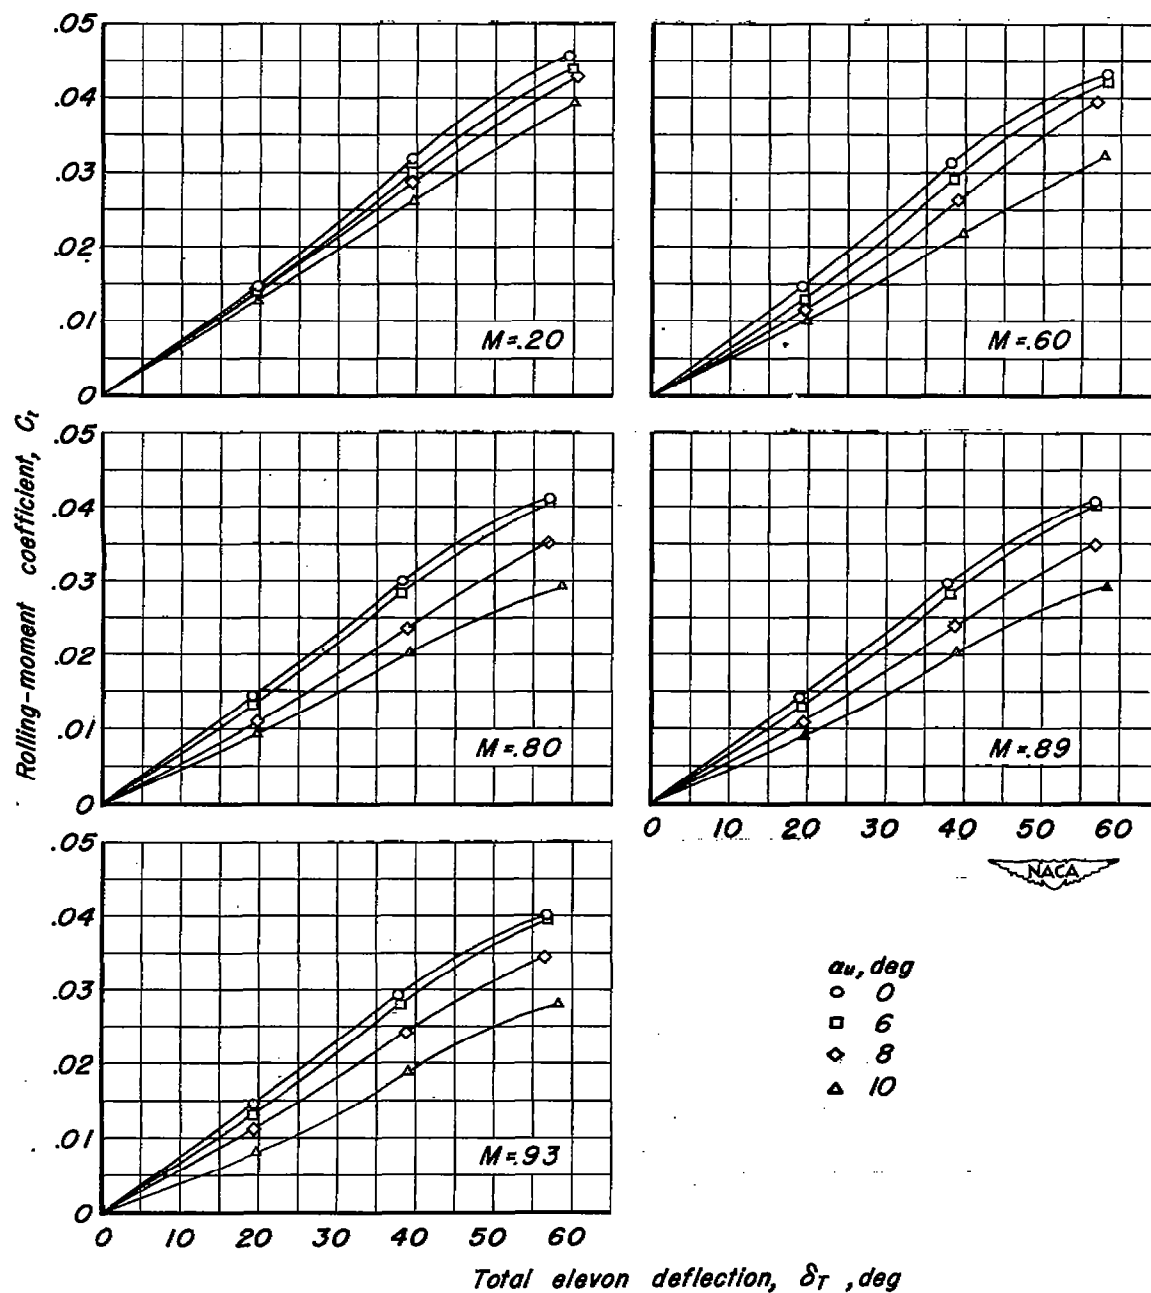 .05
.04
.03
.02
.01
0
M=.20
M=.60
Rolling-moment coefficient, Cₗ
.05
.04
.03
.02
.01
0
M=.80
M=.89
0 10 20 30 40 50 60
NACA
.05
.04
.03
.02
.01
0
M=.93
0 10 20 30 40 50 60
Total elevon deflection, δT, deg
αu, deg
○ 0
□ 6
◇ 8
△ 10